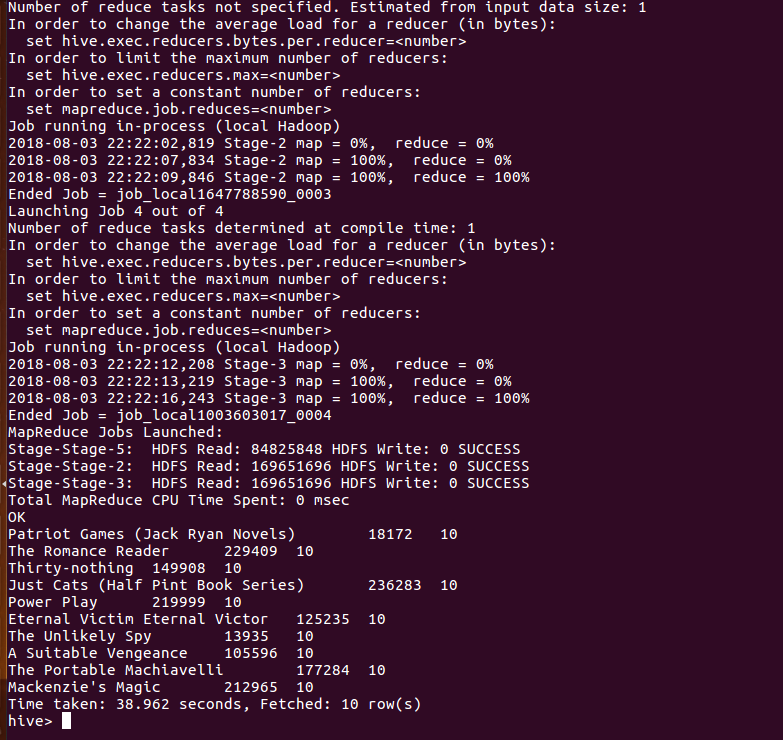 Number of reduce tasks not specified. Estimated from input data size: 1
In order to change the average load for a reducer (in bytes):
  set hive.exec.reducers.bytes.per.reducer=<number>
In order to limit the maximum number of reducers:
  set hive.exec.reducers.max=<number>
In order to set a constant number of reducers:
  set mapreduce.job.reduces=<number>
Job running in-process (local Hadoop)
2018-08-03 22:22:02,819 Stage-2 map = 0%,  reduce = 0%
2018-08-03 22:22:07,834 Stage-2 map = 100%,  reduce = 0%
2018-08-03 22:22:09,846 Stage-2 map = 100%,  reduce = 100%
Ended Job = job_local1647788590_0003
Launching Job 4 out of 4
Number of reduce tasks determined at compile time: 1
In order to change the average load for a reducer (in bytes):
  set hive.exec.reducers.bytes.per.reducer=<number>
In order to limit the maximum number of reducers:
  set hive.exec.reducers.max=<number>
In order to set a constant number of reducers:
  set mapreduce.job.reduces=<number>
Job running in-process (local Hadoop)
2018-08-03 22:22:12,208 Stage-3 map = 0%,  reduce = 0%
2018-08-03 22:22:13,219 Stage-3 map = 100%,  reduce = 0%
2018-08-03 22:22:16,243 Stage-3 map = 100%,  reduce = 100%
Ended Job = job_local1003603017_0004
MapReduce Jobs Launched:
Stage-Stage-5:  HDFS Read: 84825848 HDFS Write: 0 SUCCESS
Stage-Stage-2:  HDFS Read: 169651696 HDFS Write: 0 SUCCESS
Stage-Stage-3:  HDFS Read: 169651696 HDFS Write: 0 SUCCESS
Total MapReduce CPU Time Spent: 0 msec
OK
Patriot Games (Jack Ryan Novels)        18172   10
The Romance Reader      229409  10
Thirty-nothing  149908  10
Just Cats (Half Pint Book Series)       236283  10
Power Play      219999  10
Eternal Victim Eternal Victor   125235  10
The Unlikely Spy        13935   10
A Suitable Vengeance    105596  10
The Portable Machiavelli        177284  10
Mackenzie's Magic       212965  10
Time taken: 38.962 seconds, Fetched: 10 row(s)
hive>